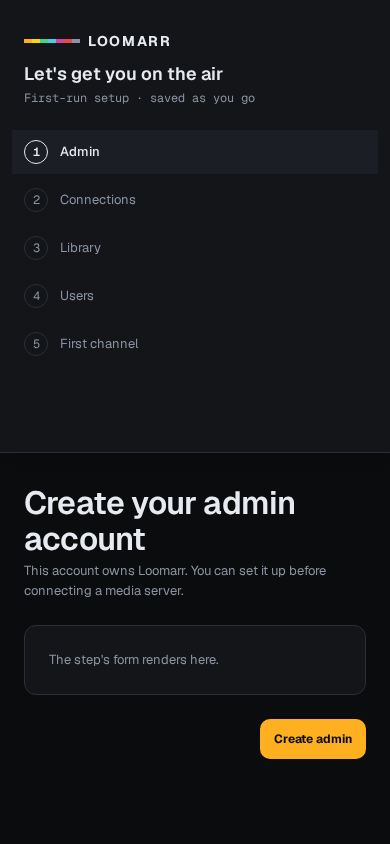 LOOMARR
Let's get you on the air
First-run setup · saved as you go
1 Admin
2 Connections
3 Library
4 Users
5 First channel
Create your admin
account
This account owns Loomarr. You can set it up before
connecting a media server.
The step's form renders here.
Create admin